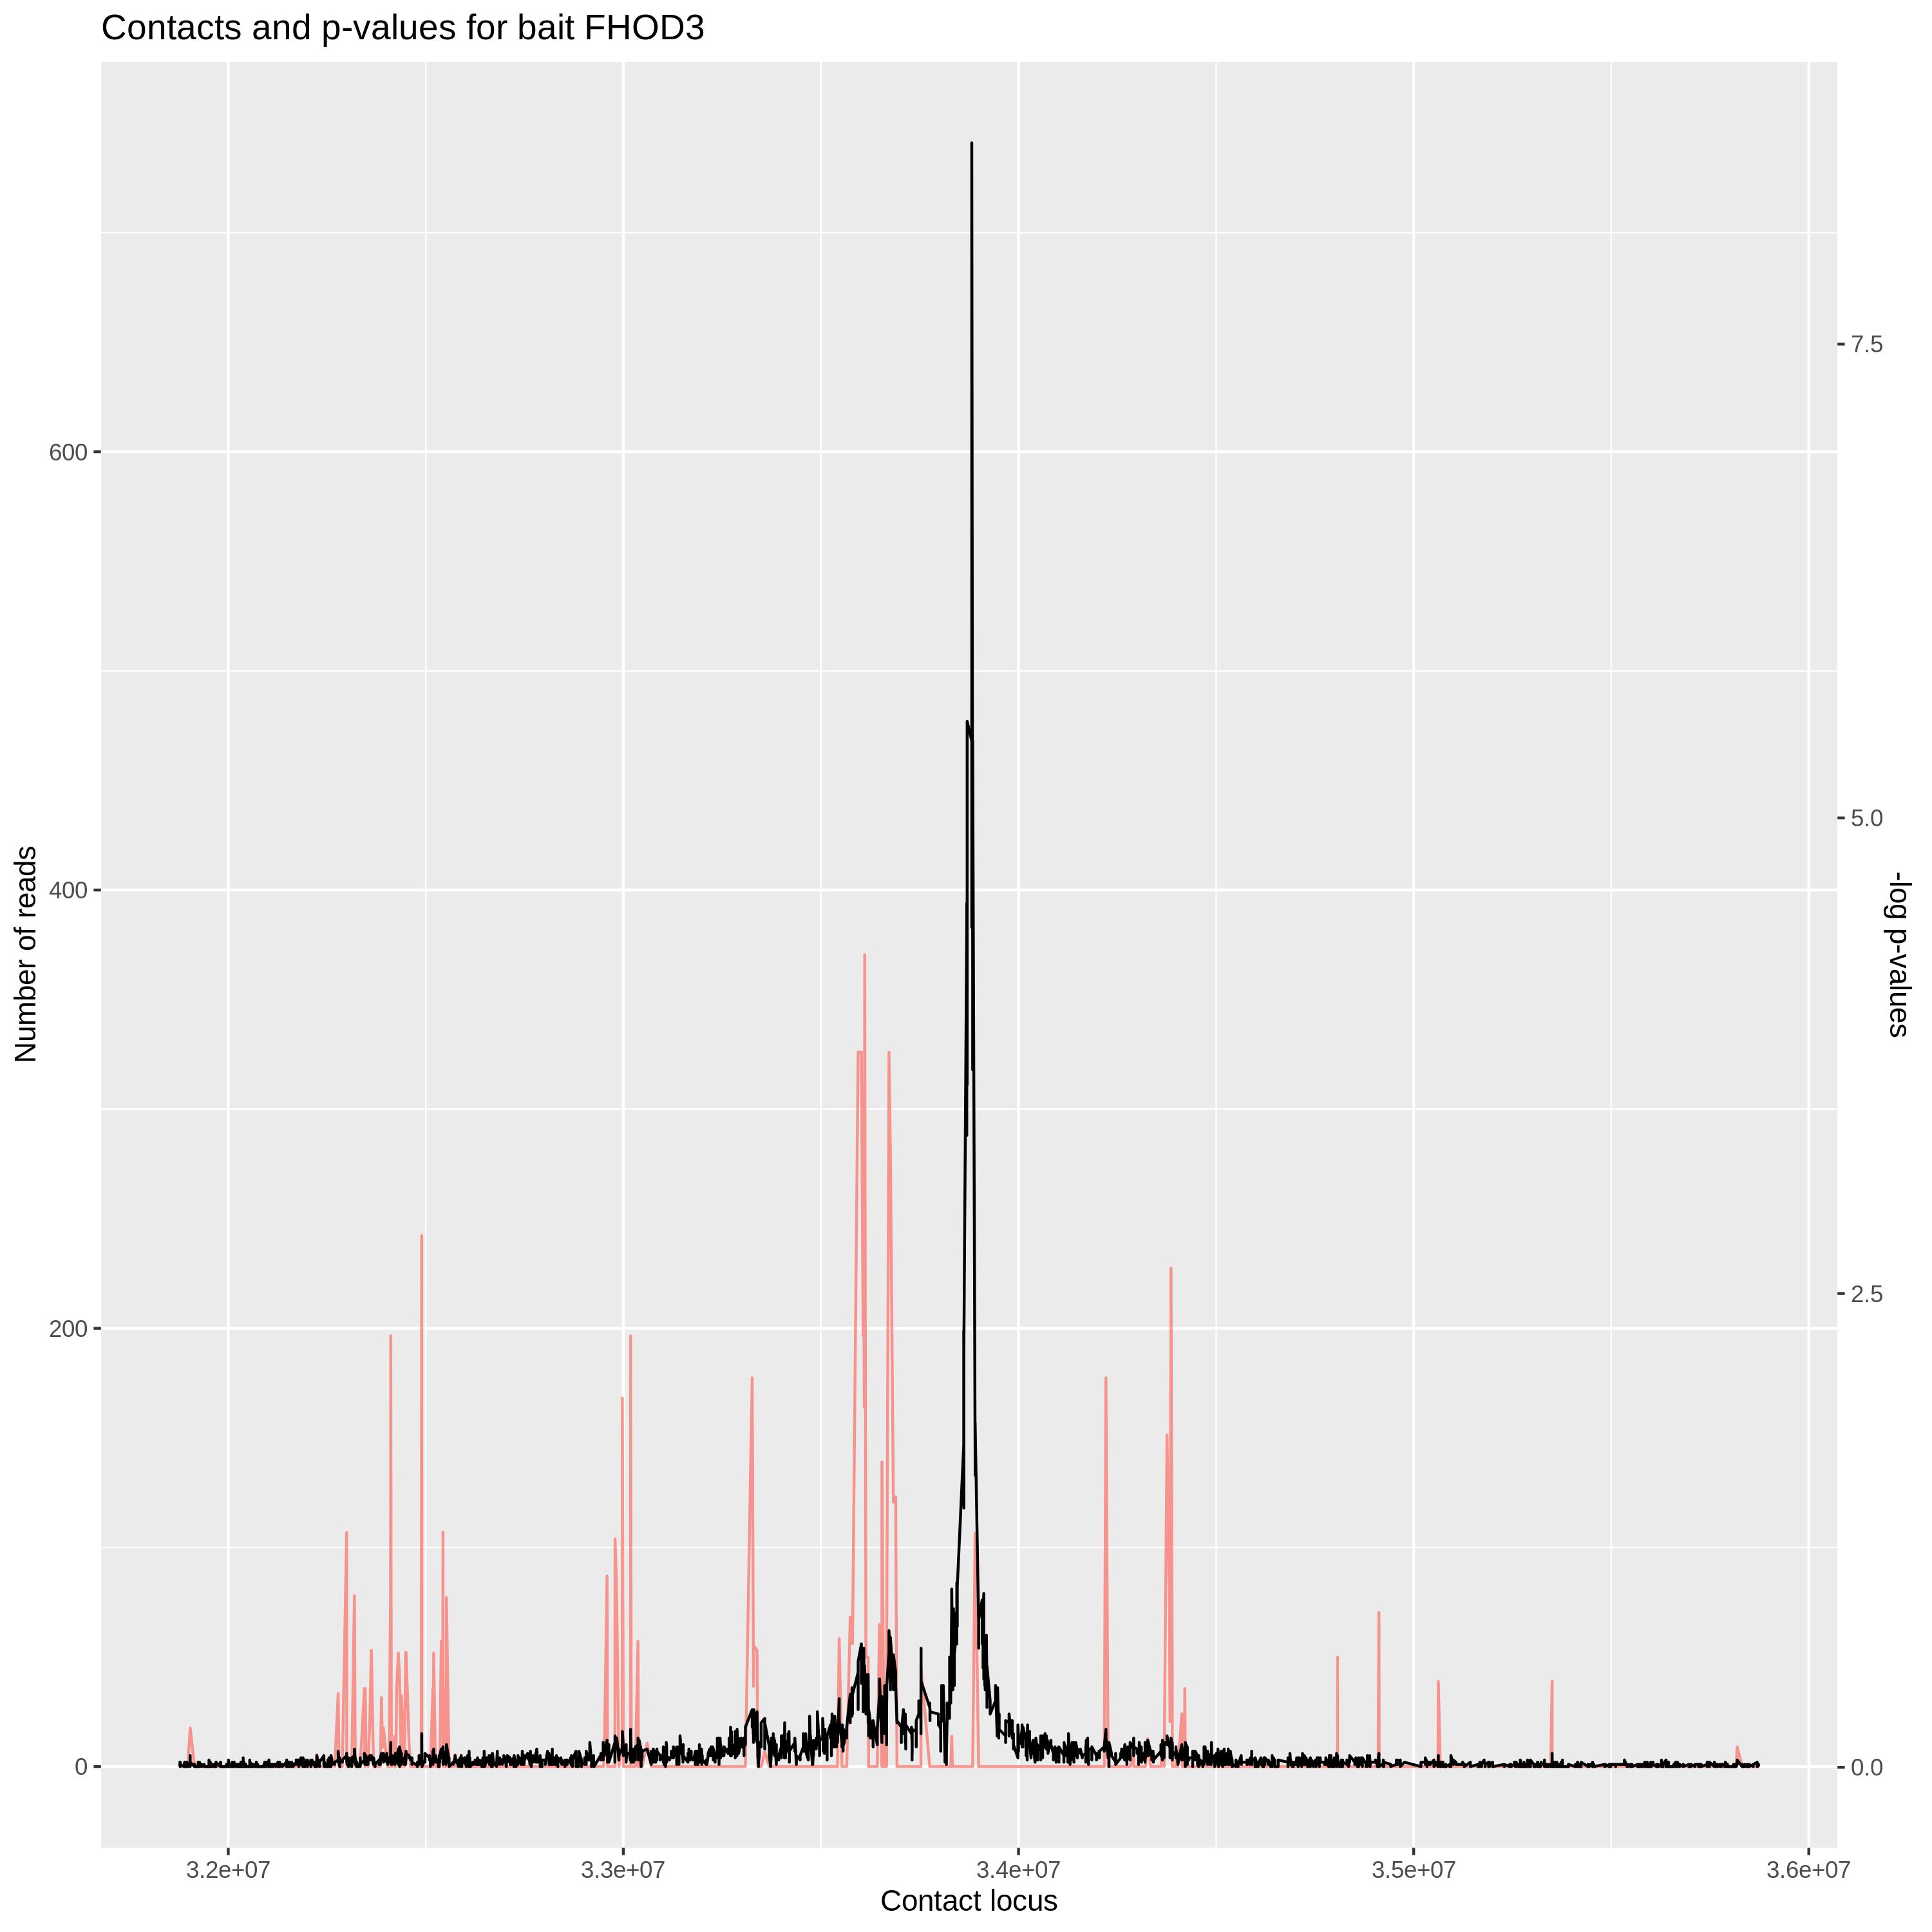 Contacts and p-values for bait FHOD3
7.5
600
5.0
400
Number of reads
-log p-values
2.5
200
0
0.0
3.2e+07 3.3e+07 3.4e+07 3.5e+07 3.6e+07
Contact locus